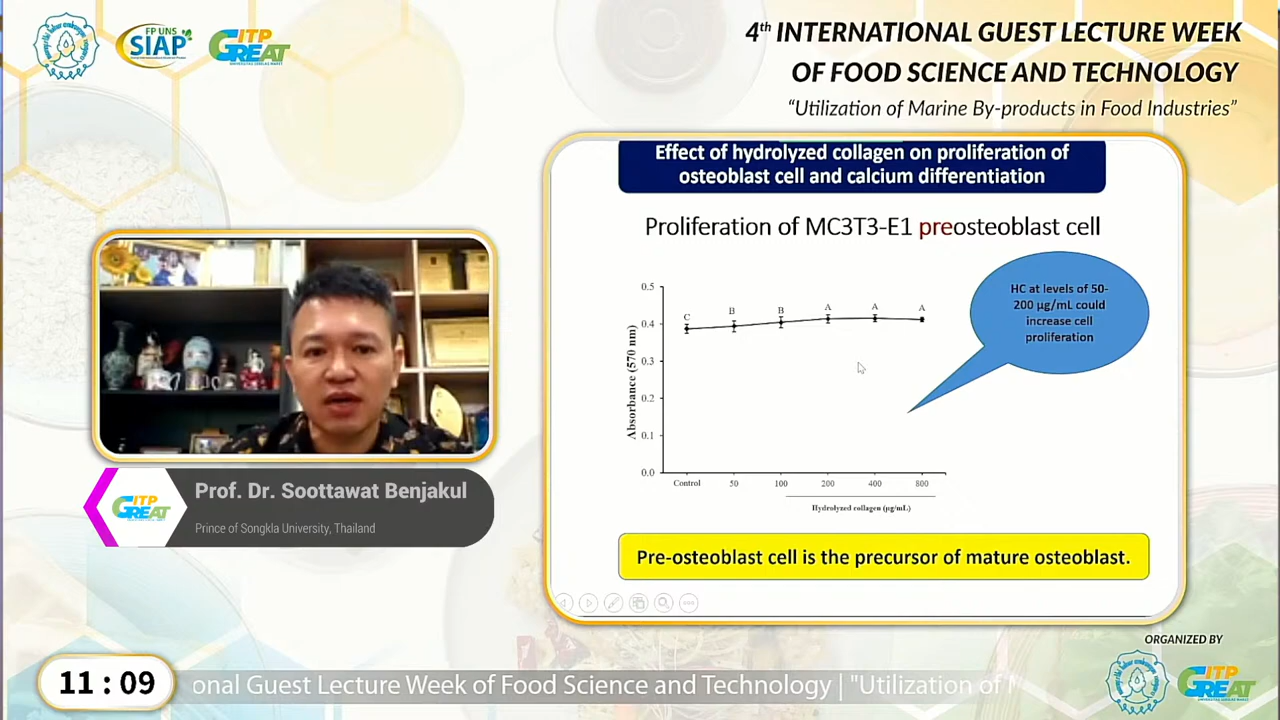 FP UNS
SIAP
ITP
GREAT
4th INTERNATIONAL GUEST LECTURE WEEK
OF FOOD SCIENCE AND TECHNOLOGY
“Utilization of Marine By-products in Food Industries”
Effect of hydrolyzed collagen on proliferation of
osteoblast cell and calcium differentiation
Proliferation of MC3T3-E1 preosteoblast cell
HC at levels of 50-
200 µg/mL could
increase cell
proliferation
Absorbance (570 nm)
0.5
0.4
0.3
0.2
0.1
0.0
C B B A A A
Control 50 100 200 400 800
Hydrolyzed collagen (µg/mL)
Pre-osteoblast cell is the precursor of mature osteoblast.
ITP
GREAT
Prof. Dr. Soottawat Benjakul
Prince of Songkla University, Thailand
ORGANIZED BY
ITP
GREAT
11 : 09
onal Guest Lecture Week of Food Science and Technology | "Utilization of